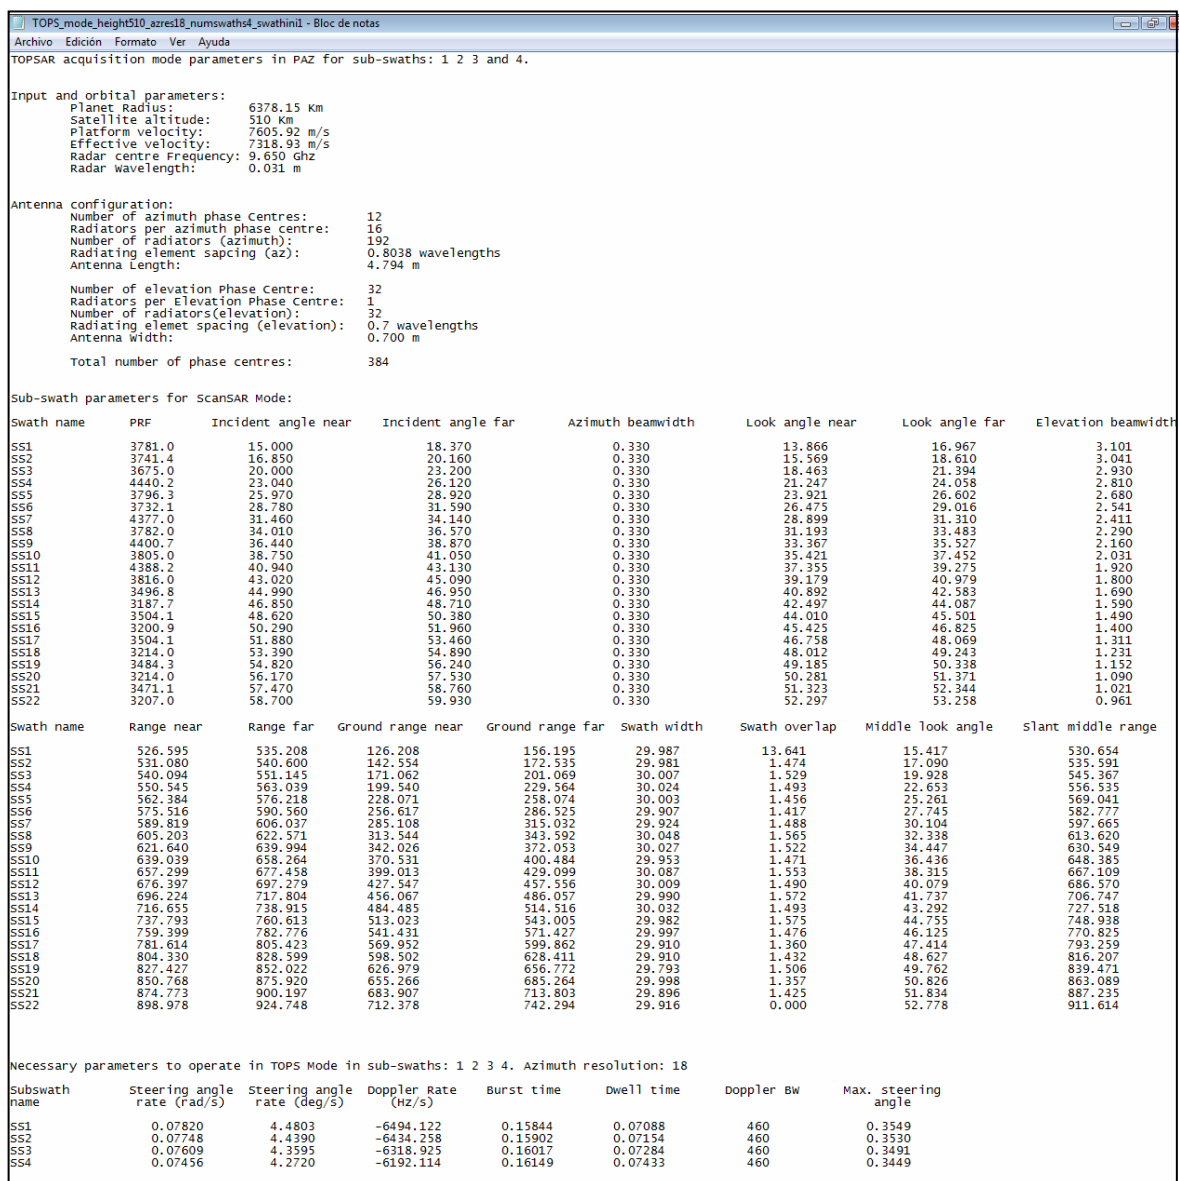 TOPS_mode_height510_azres18_numswaths4_swathini1 - Bloc de notas
Archivo Edición Formato Ver Ayuda
TOPSAR acquisition mode parameters in PAZ for sub-swaths: 1 2 3 and 4.
Input and orbital parameters:
Planet Radius: 6378.15 Km
Satellite altitude: 510 Km
Platform velocity: 7605.92 m/s
Effective velocity: 7318.93 m/s
Radar centre Frequency: 9.650 Ghz
Radar Wavelength: 0.031 m
Antenna configuration:
Number of azimuth phase Centres: 12
Radiators per azimuth phase centre: 16
Number of radiators (azimuth): 192
Radiating element sapcing (az): 0.8038 wavelengths
Antenna Length: 4.794 m
Number of elevation Phase Centre: 32
Radiators per Elevation Phase Centre: 1
Number of radiators(elevation): 32
Radiating elemet spacing (elevation): 0.7 wavelengths
Antenna Width: 0.700 m
Total number of phase centres: 384
Sub-swath parameters for ScanSAR Mode:
Swath name PRF Incident angle near Incident angle far Azimuth beamwidth Look angle near Look angle far Elevation beamwidth
SS1 3781.0 15.000 18.370 0.330 13.866 16.967 3.101
SS2 3741.4 16.850 20.160 0.330 15.569 18.610 3.041
SS3 3675.0 20.000 23.200 0.330 18.463 21.394 2.930
SS4 4440.2 23.040 26.120 0.330 21.247 24.058 2.810
SS5 3796.3 25.970 28.920 0.330 23.921 26.602 2.680
SS6 3732.1 28.780 31.590 0.330 26.475 29.016 2.541
SS7 4377.0 31.460 34.140 0.330 28.899 31.310 2.411
SS8 3782.0 34.010 36.570 0.330 31.193 33.483 2.290
SS9 4400.7 36.440 38.870 0.330 33.367 35.527 2.160
SS10 3805.0 38.750 41.050 0.330 35.421 37.452 2.031
SS11 4388.2 40.940 43.130 0.330 37.355 39.275 1.920
SS12 3816.0 43.020 45.090 0.330 39.179 40.979 1.800
SS13 3496.8 44.990 46.950 0.330 40.892 42.583 1.690
SS14 3187.7 46.850 48.710 0.330 42.497 44.087 1.590
SS15 3504.1 48.620 50.380 0.330 44.010 45.501 1.490
SS16 3200.9 50.290 51.960 0.330 45.425 46.825 1.400
SS17 3504.1 51.880 53.460 0.330 46.758 48.069 1.311
SS18 3214.0 53.390 54.890 0.330 48.012 49.243 1.231
SS19 3484.3 54.820 56.240 0.330 49.185 50.338 1.152
SS20 3214.0 56.170 57.530 0.330 50.281 51.371 1.090
SS21 3471.1 57.470 58.760 0.330 51.323 52.344 1.021
SS22 3207.0 58.700 59.930 0.330 52.297 53.258 0.961
Swath name Range near Range far Ground range near Ground range far Swath width Swath overlap Middle look angle Slant middle range
SS1 526.595 535.208 126.208 156.195 29.987 13.641 15.417 530.654
SS2 531.080 540.600 142.554 172.535 29.981 1.474 17.090 535.591
SS3 540.094 551.145 171.062 201.069 30.007 1.529 19.928 545.367
SS4 550.545 563.039 199.540 229.564 30.024 1.493 22.653 556.535
SS5 562.384 576.218 228.071 258.074 30.003 1.456 25.261 569.041
SS6 575.516 590.560 256.617 286.525 29.907 1.417 27.745 582.777
SS7 589.819 606.037 285.108 315.032 29.924 1.488 30.104 597.665
SS8 605.203 622.571 313.544 343.592 30.048 1.565 32.338 613.620
SS9 621.640 639.994 342.026 372.053 30.027 1.522 34.447 630.549
SS10 639.039 658.264 370.531 400.484 29.953 1.471 36.436 648.385
SS11 657.299 677.458 399.013 429.099 30.087 1.553 38.315 667.109
SS12 676.397 697.279 427.547 457.556 30.009 1.490 40.079 686.570
SS13 696.224 717.804 456.067 486.057 29.990 1.572 41.737 706.747
SS14 716.655 738.915 484.485 514.516 30.032 1.493 43.292 727.518
SS15 737.793 760.613 513.023 543.005 29.982 1.575 44.755 748.938
SS16 759.399 782.776 541.431 571.427 29.997 1.476 46.125 770.825
SS17 781.614 805.423 569.952 599.862 29.910 1.360 47.414 793.259
SS18 804.330 828.599 598.502 628.411 29.910 1.432 48.627 816.207
SS19 827.427 852.022 626.979 656.772 29.793 1.506 49.762 839.471
SS20 850.768 875.920 655.266 685.264 29.998 1.357 50.826 863.089
SS21 874.773 900.197 683.907 713.803 29.896 1.425 51.834 887.235
SS22 898.978 924.748 712.378 742.294 29.916 0.000 52.778 911.614
Necessary parameters to operate in TOPS Mode in sub-swaths: 1 2 3 4. Azimuth resolution: 18
Subswath Steering angle Steering angle Doppler Rate Burst time Dwell time Doppler BW Max. steering
name rate (rad/s) rate (deg/s) (Hz/s) angle
SS1 0.07820 4.4803 -6494.122 0.15844 0.07088 460 0.3549
SS2 0.07748 4.4390 -6434.258 0.15902 0.07154 460 0.3530
SS3 0.07609 4.3595 -6318.925 0.16017 0.07284 460 0.3491
SS4 0.07456 4.2720 -6192.114 0.16149 0.07433 460 0.3449